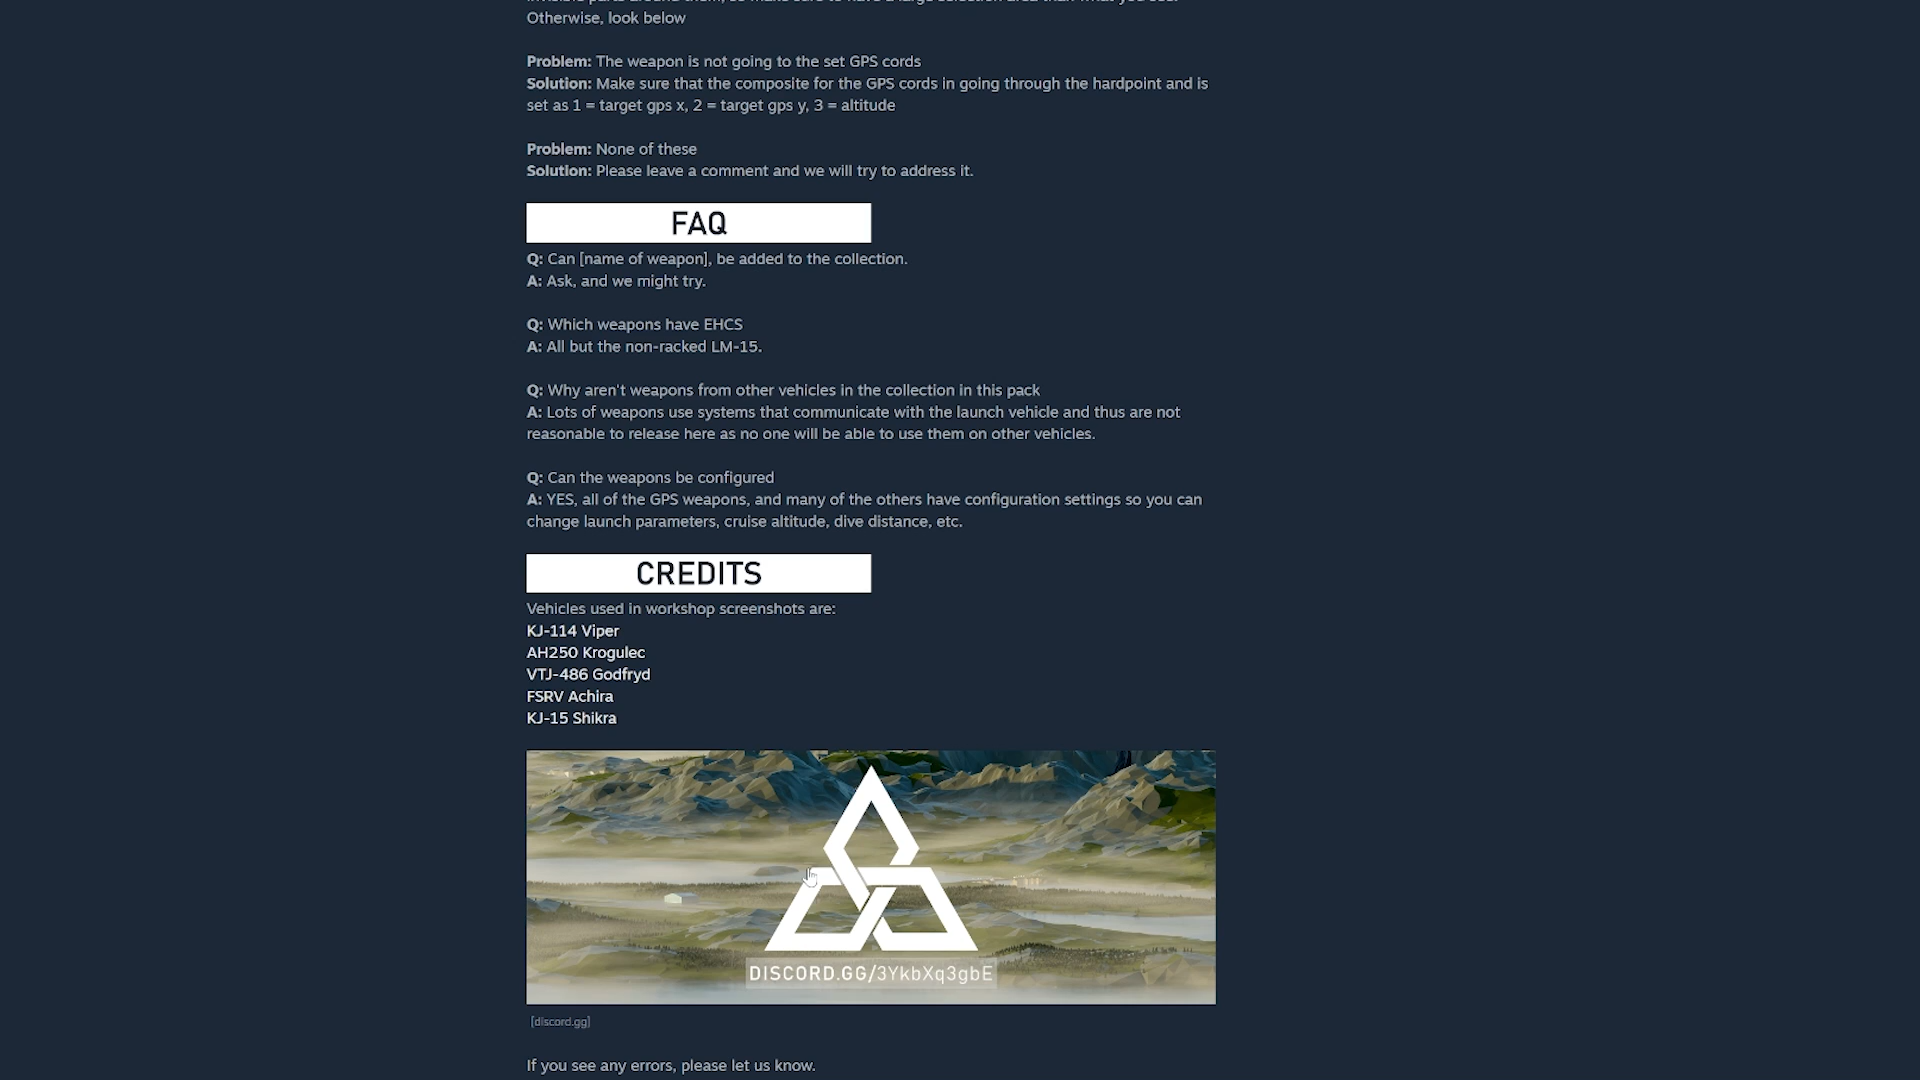 Otherwise, look below
Problem: The weapon is not going to the set GPS cords
Solution: Make sure that the composite for the GPS cords in going through the hardpoint and is
set as 1 = target gps x, 2 = target gps y, 3 = altitude
Problem: None of these
Solution: Please leave a comment and we will try to address it.
FAQ
Q: Can [name of weapon], be added to the collection.
A: Ask, and we might try.
Q: Which weapons have EHCS
A: All but the non-racked LM-15.
Q: Why aren't weapons from other vehicles in the collection in this pack
A: Lots of weapons use systems that communicate with the launch vehicle and thus are not
reasonable to release here as no one will be able to use them on other vehicles.
Q: Can the weapons be configured
A: YES, all of the GPS weapons, and many of the others have configuration settings so you can
change launch parameters, cruise altitude, dive distance, etc.
CREDITS
Vehicles used in workshop screenshots are:
KJ-114 Viper
AH250 Krogulec
VTJ-486 Godfryd
FSRV Achira
KJ-15 Shikra
DISCORD.GG/3YkbXq3gbE
[discord.gg]
If you see any errors, please let us know.